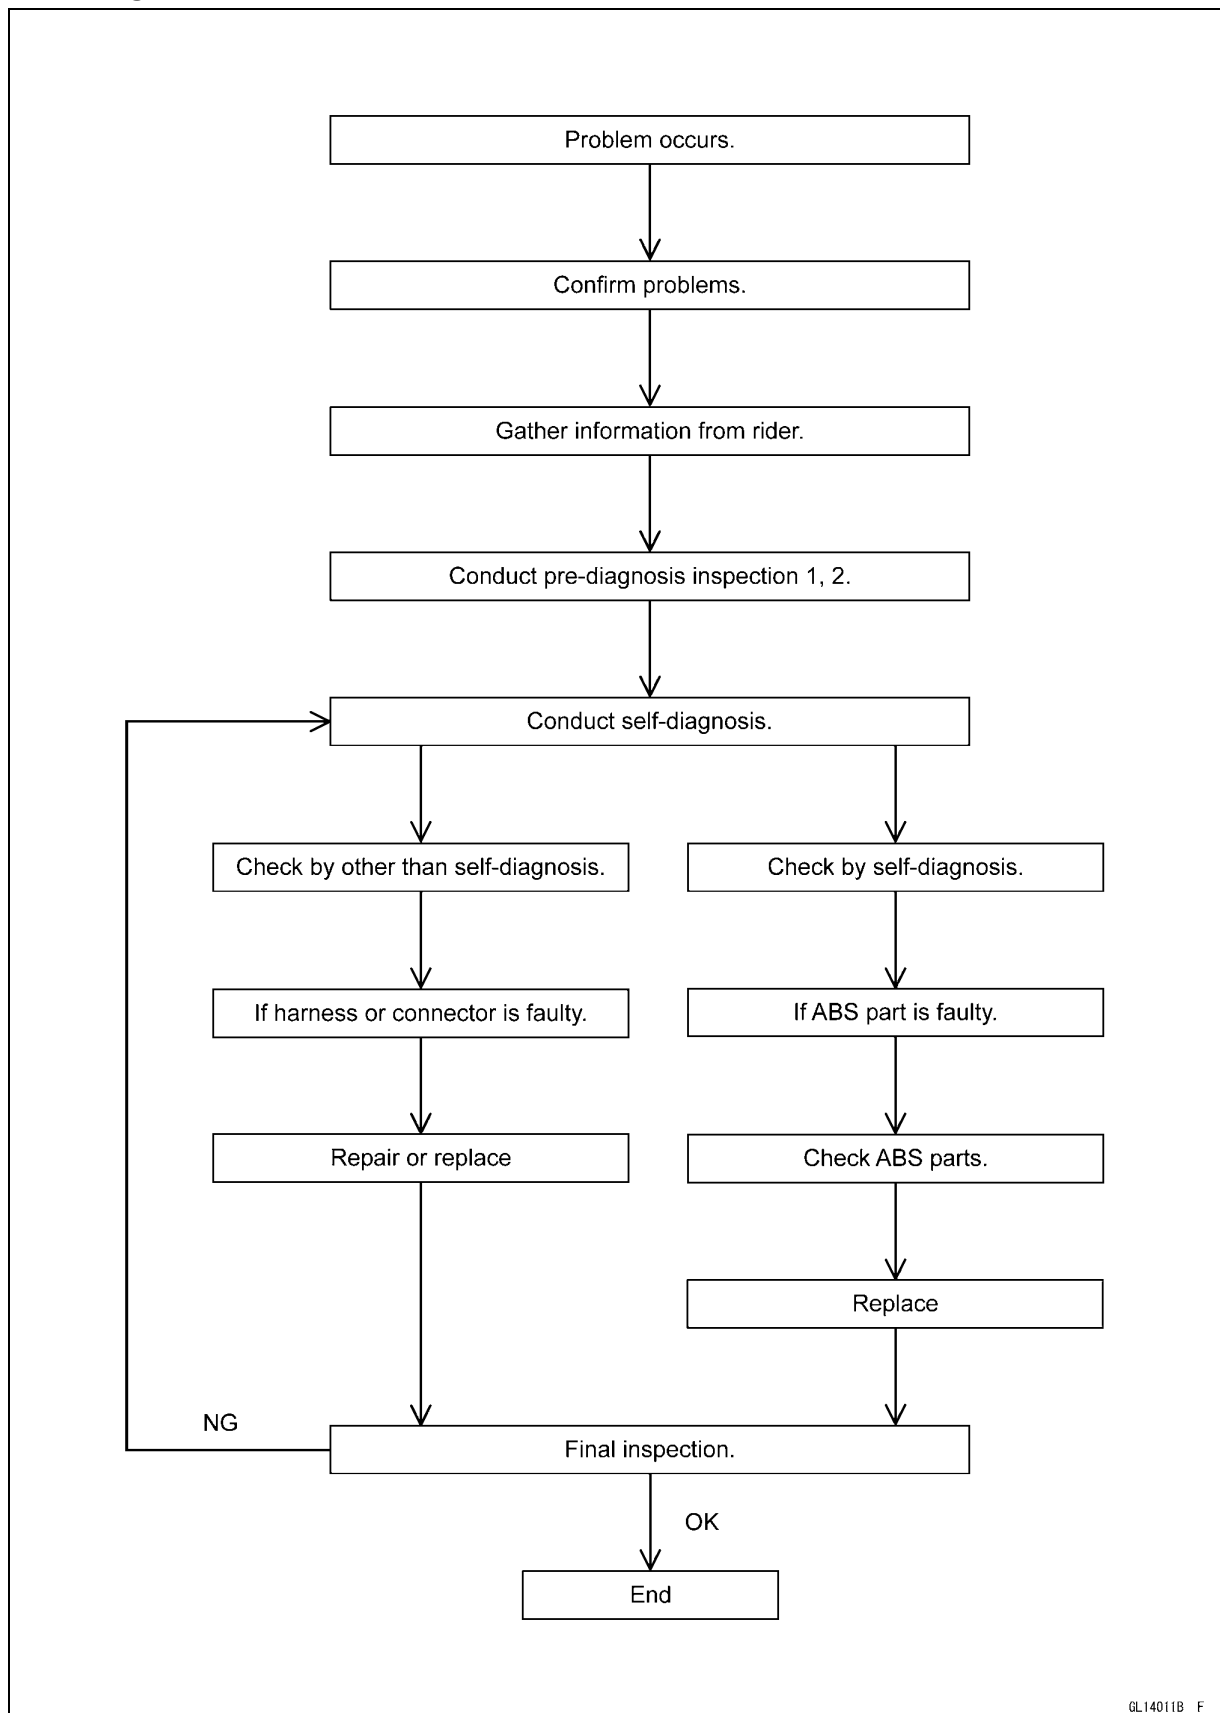 Problem occurs.
Confirm problems.
Gather information from rider.
Conduct pre-diagnosis inspection 1, 2.
Conduct self-diagnosis.
Check by other than self-diagnosis.
Check by self-diagnosis.
If harness or connector is faulty.
If ABS part is faulty.
Repair or replace
Check ABS parts.
Replace
NG
Final inspection.
OK
End
GL14011B F